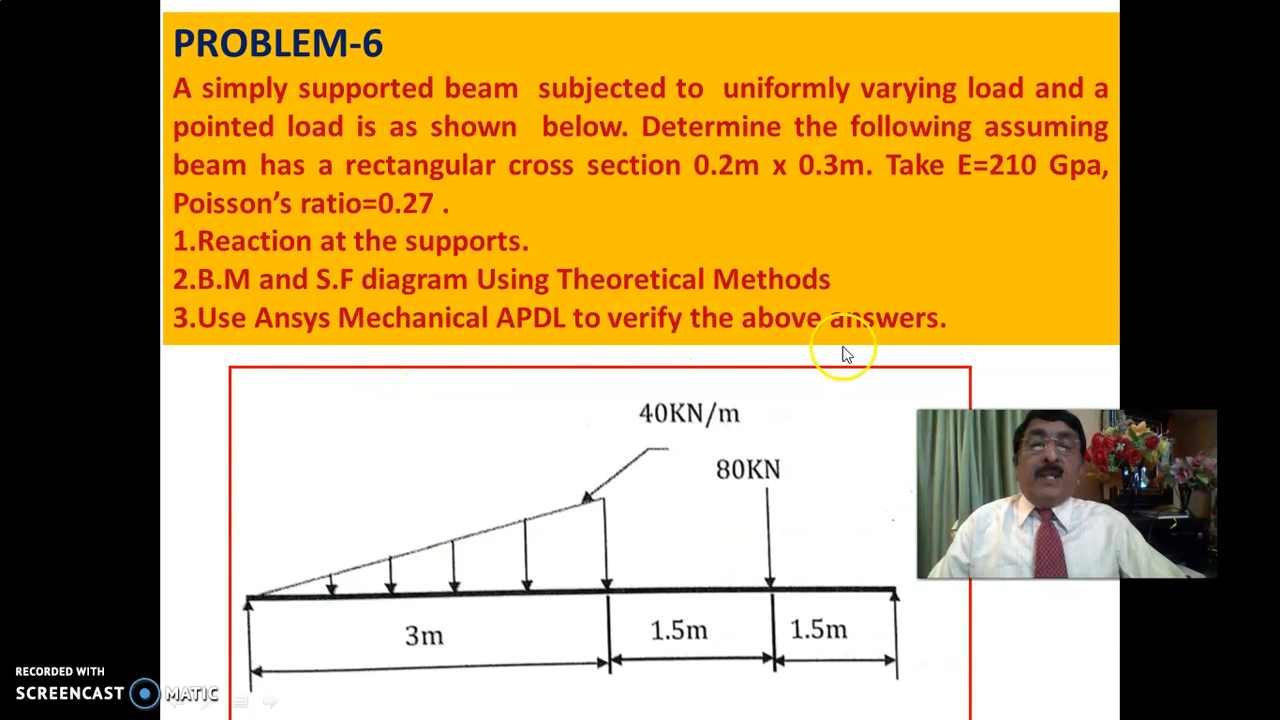 PROBLEM-6
A simply supported beam subjected to uniformly varying load and a
pointed load is as shown below. Determine the following assuming
beam has a rectangular cross section 0.2m x 0.3m. Take E=210 Gpa,
Poisson's ratio=0.27 .
1.Reaction at the supports.
2.B.M and S.F diagram Using Theoretical Methods
3.Use Ansys Mechanical APDL to verify the above answers.
40KN/m
80KN
3m
1.5m
1.5m
RECORDED WITH
SCREENCAST MATIC